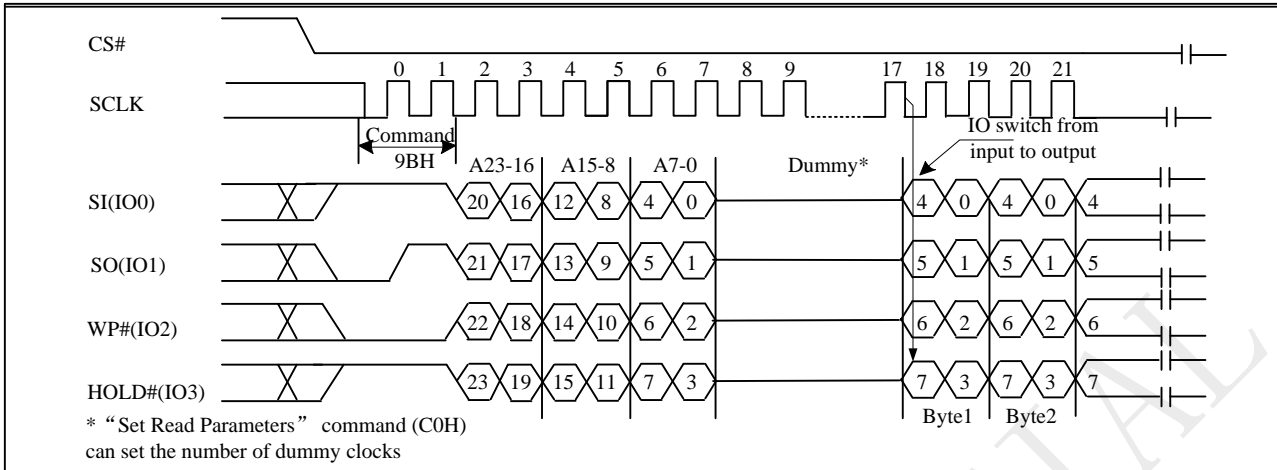 CS#
0 1 2 3 4 5 6 7 8 9 17 18 19 20 21
SCLK
Command
9BH
IO switch from
input to output
A23-16 A15-8 A7-0 Dummy*
SI(IO0) 20 16 12 8 4 0 4 0 4 0 4
SO(IO1) 21 17 13 9 5 1 5 1 5 1 5
WP#(IO2) 22 18 14 10 6 2 6 2 6 2 6
HOLD#(IO3) 23 19 15 11 7 3 7 3 7 3 7
Byte1 Byte2
* “Set Read Parameters” command (C0H)
can set the number of dummy clocks